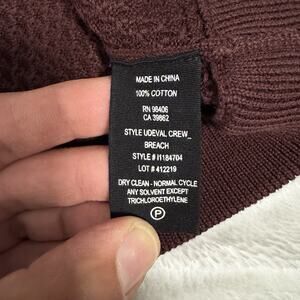 MADE IN CHINA
100% COTTON
RN 98406
CA 39662
STYLE UDEVAL CREW_
BREACH
STYLE # I1184704
LOT # 412219
DRY CLEAN - NORMAL CYCLE
ANY SOLVENT EXCEPT
TRICHLOROETHYLENE
P